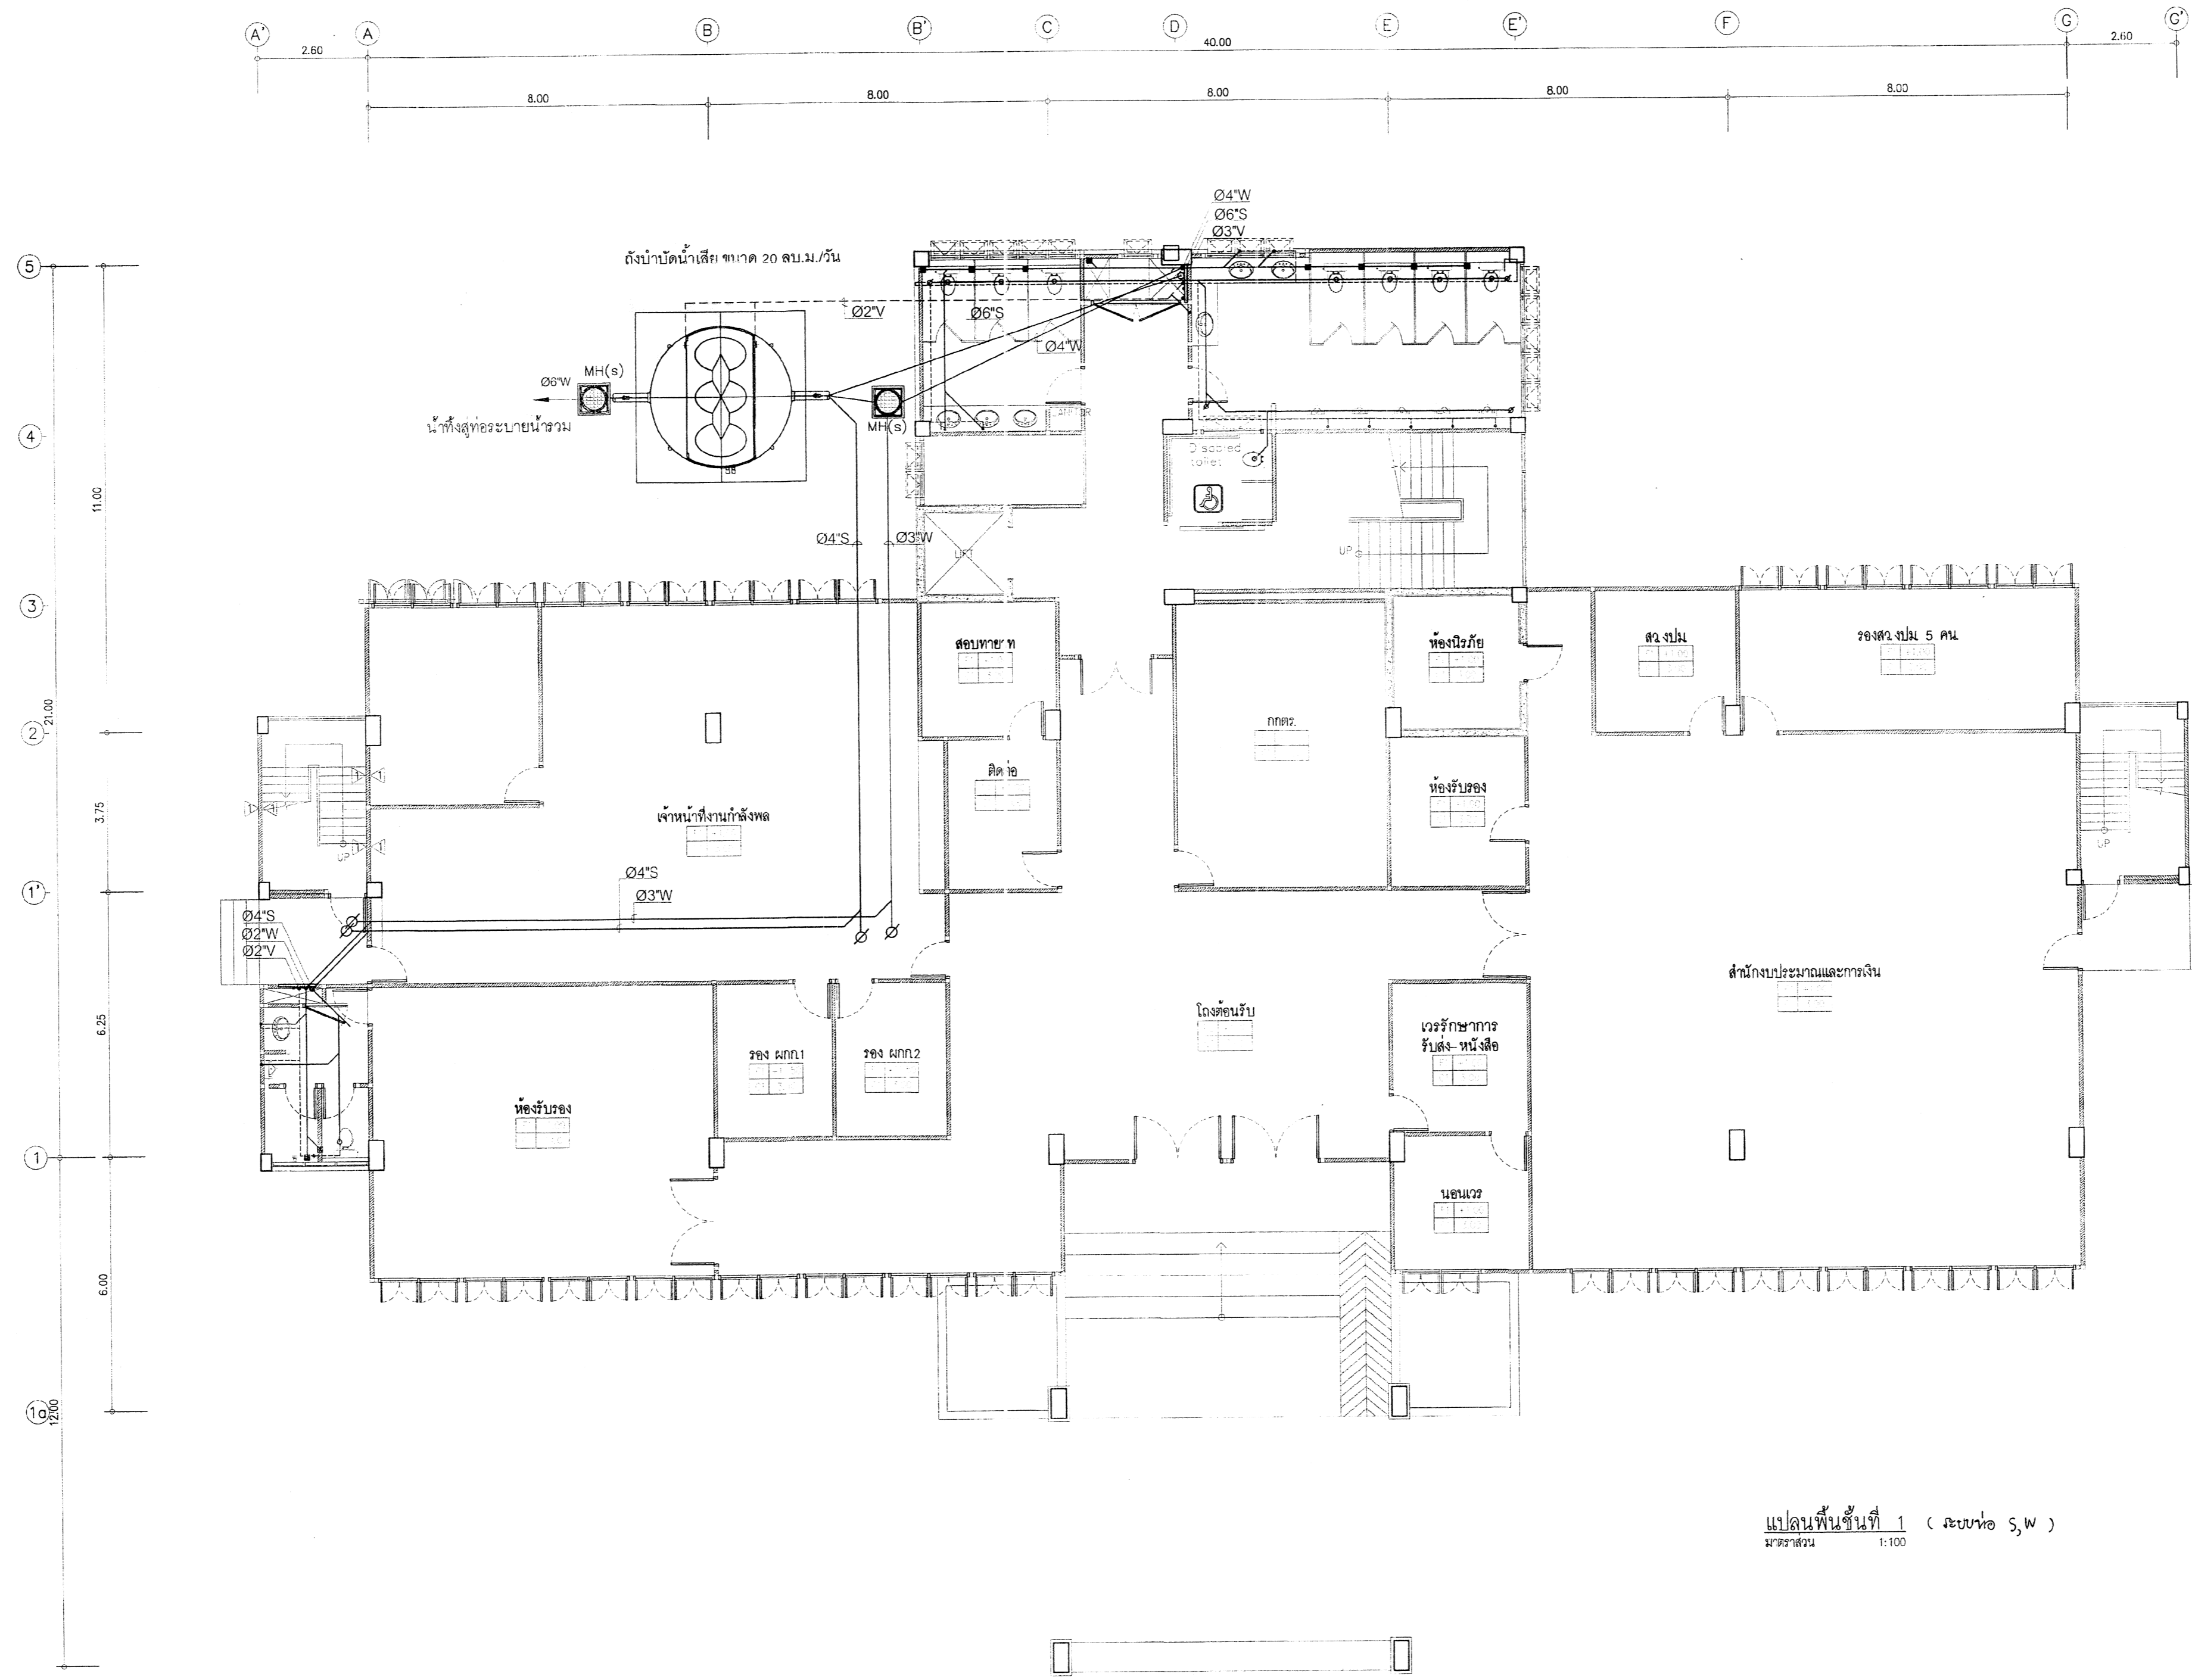 A' A B B' C D E E' F G G'
2.60 40.00 2.60
8.00 8.00 8.00 8.00 8.00
Ø4"W
Ø6"S
Ø3"V
ถังบำบัดน้ำเสีย ขนาด 20 ลบ.ม./วัน
5
Ø2"V
Ø6"S
Ø4"W
MH(s)
Ø6"W
น้ำทิ้งสู่ท่อระบายน้ำรวม
MH(s)
4
toilet
11.00
Ø4"S
Ø3"W
LIFT
UP
3
สอบทาย
ห้องนิรภัย
รองสวงปม 5 คน
21.00
2
กกตร.
ห้องรับรอง
3.75
เจ้าหน้าที่งานกำลังพล
UP
UP
Ø4"S
Ø3"W
1'
Ø4"S
Ø2"W
Ø2"V
สำนักงบประมาณและการเงิน
โถงต้อนรับ
6.25
เวรรักษาการ
รับส่ง-หนังสือ
รอง ผกก.1
รอง ผกก.2
ห้องรับรอง
1
นอนเวร
6.00
1a
12.00
แปลนพื้นชั้นที่ 1 ( ระบบท่อ S,W )
มาตราส่วน 1:100